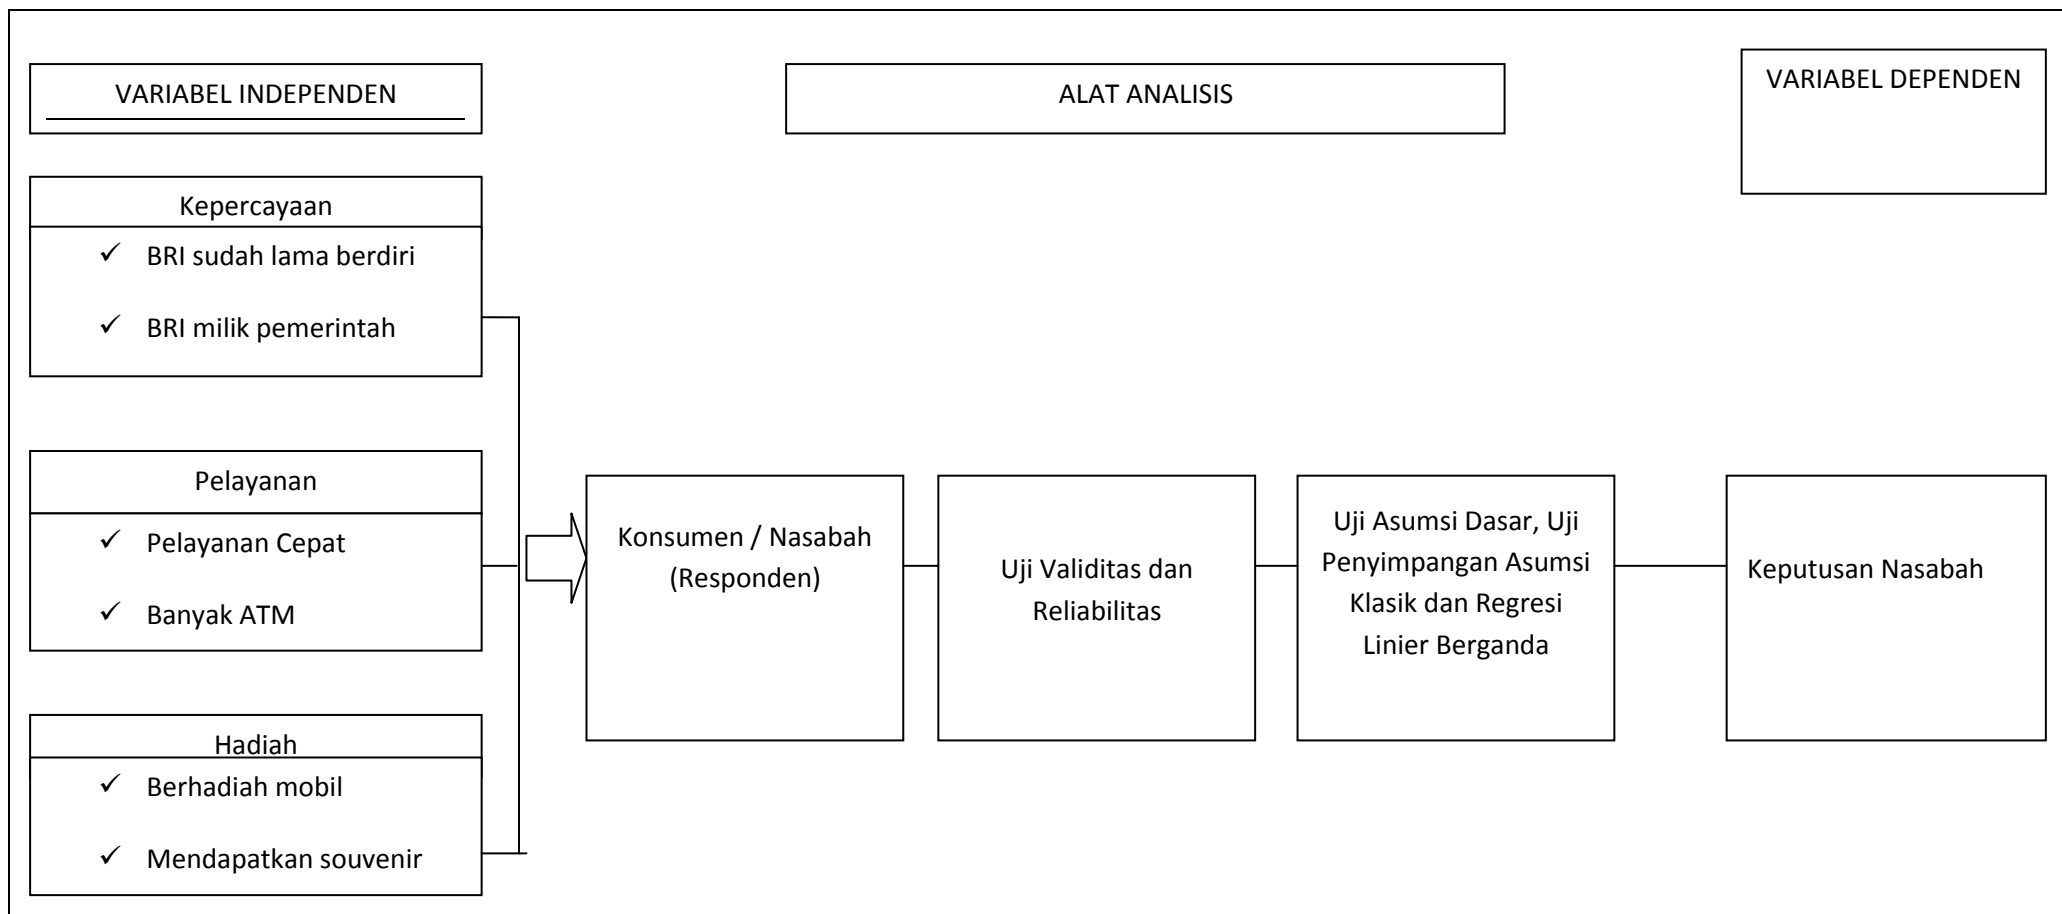 VARIABEL INDEPENDEN
ALAT ANALISIS
VARIABEL DEPENDEN
Kepercayaan
✓ BRI sudah lama berdiri
✓ BRI milik pemerintah
Pelayanan
✓ Pelayanan Cepat
✓ Banyak ATM
Hadiah
✓ Berhadiah mobil
✓ Mendapatkan souvenir
Konsumen / Nasabah
(Responden)
Uji Validitas dan
Reliabilitas
Uji Asumsi Dasar, Uji
Penyimpangan Asumsi
Klasik dan Regresi
Linier Berganda
Keputusan Nasabah